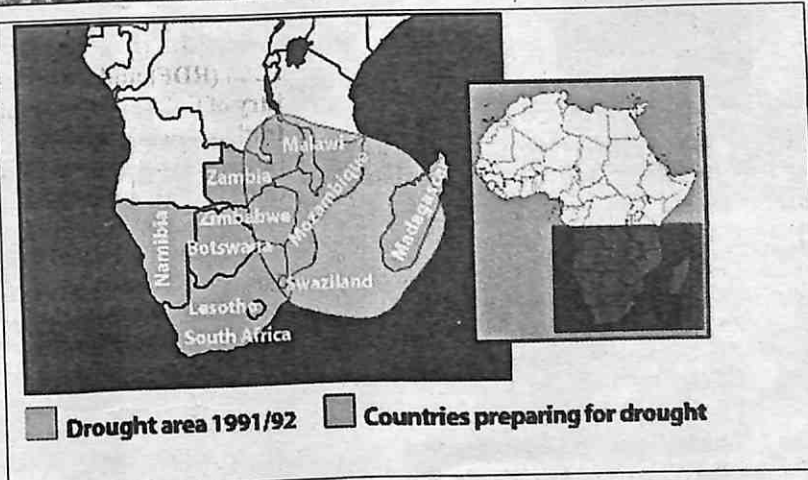 Malawi
Zambia
Mozambique
Madagascar
Zimbabwe
Namibia
Botswana
Swaziland
Lesotho
South Africa
Drought area 1991/92
Countries preparing for drought